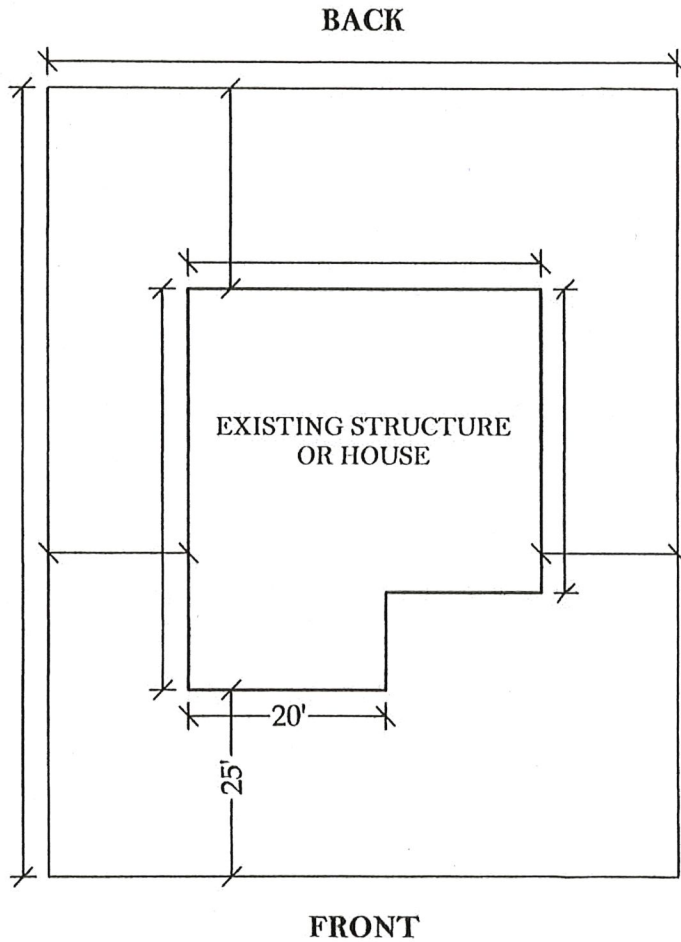 BACK
EXISTING STRUCTURE
OR HOUSE
20'
25'
FRONT